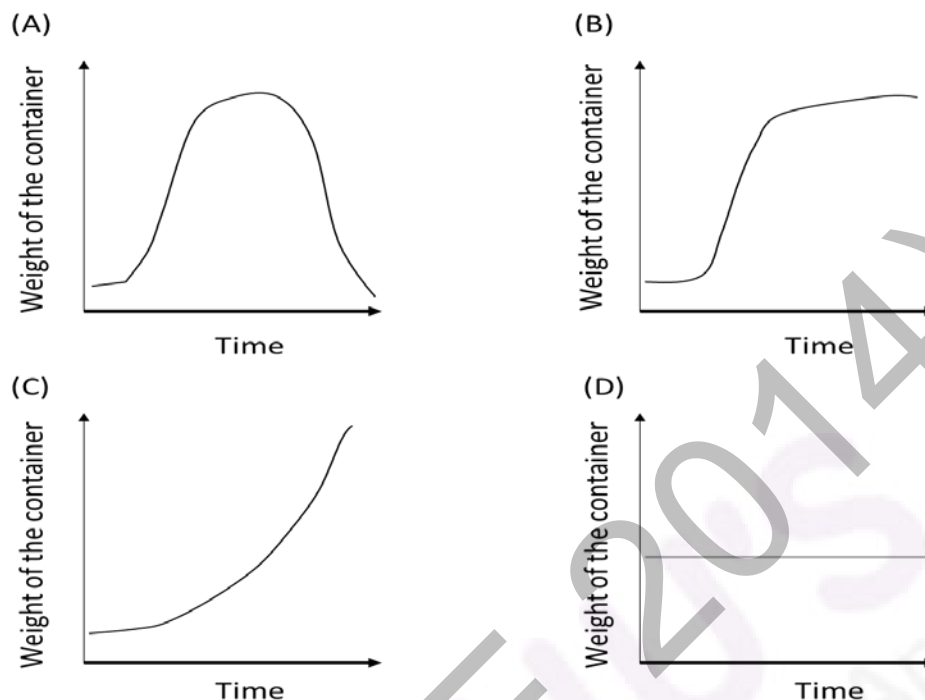 (A)
Weight of the container
Time
(B)
Weight of the container
Time
(C)
Weight of the container
Time
(D)
Weight of the container
Time
2014)